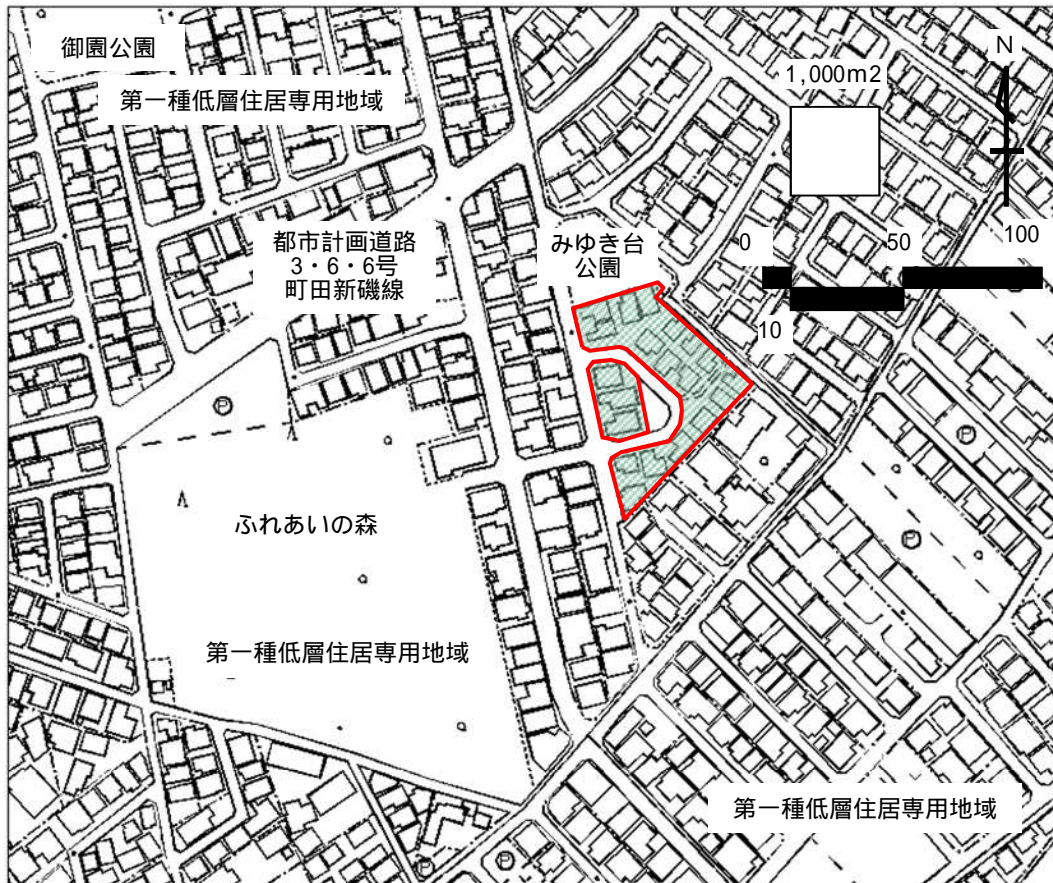 御園公園
第一種低層住居専用地域
N
1,000m2
都市計画道路
3・6・6号
町田新磯線
みゆき台
公園
0
50
100
10
P
P
P
ふれあいの森
第一種低層住居専用地域
第一種低層住居専用地域
P
P